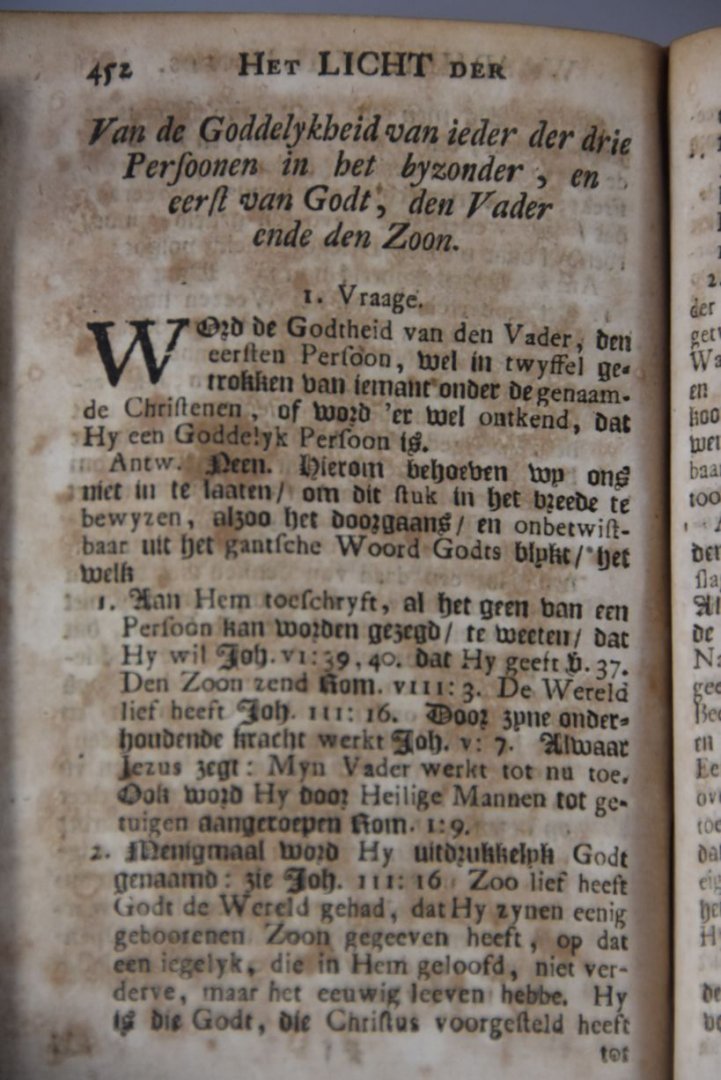 452 HET LICHT DER
Van de Goddelykheid van ieder der drie
Persoonen in het byzonder, en
eerst van Godt, den Vader
ende den Zoon.
1. Vraage.
WOrd de Godtheid van den Vader, den
eersten Persoon, wel in twyffel ge-
trokken van iemant onder de genaam-
de Christenen, of word 'er wel ontkend, dat
Hy een Goddelyk Persoon is.
Antw. Neen. Hierom behoeven wy ons
niet in te laaten/ om dit stuk in het breede te
bewyzen, alzoo het doorgaans/ en onbetwist-
baar uit het gantsche Woord Godts blykt/ het
welk
1. Aan Hem toeschryft, al het geen van een
Persoon kan worden gezegd/ te weeten/ dat
Hy wil Joh. VI: 39, 40. dat Hy geeft v. 37.
Den Zoon zend Rom. VIII: 3. De Wereld
lief heeft Joh. III: 16. Door zyne onder-
houdende kracht werkt Joh. V: 7. Alwaar
Jezus zegt: Myn Vader werkt tot nu toe.
Ook word Hy door Heilige Mannen tot ge-
tuigen aangeroepen Rom. 1: 9.
2. Menigmaal word Hy uitdrukkelyk Godt
genaamd: zie Joh. III: 16 Zoo lief heeft
Godt de Wereld gehad, dat Hy zynen eenig
geboorenen Zoon gegeeven heeft, op dat
een iegelyk, die in Hem geloofd, niet ver-
derve, maar het eeuwig leeven hebbe. Hy
is die Godt, die Christus voorgesteld heeft
tot